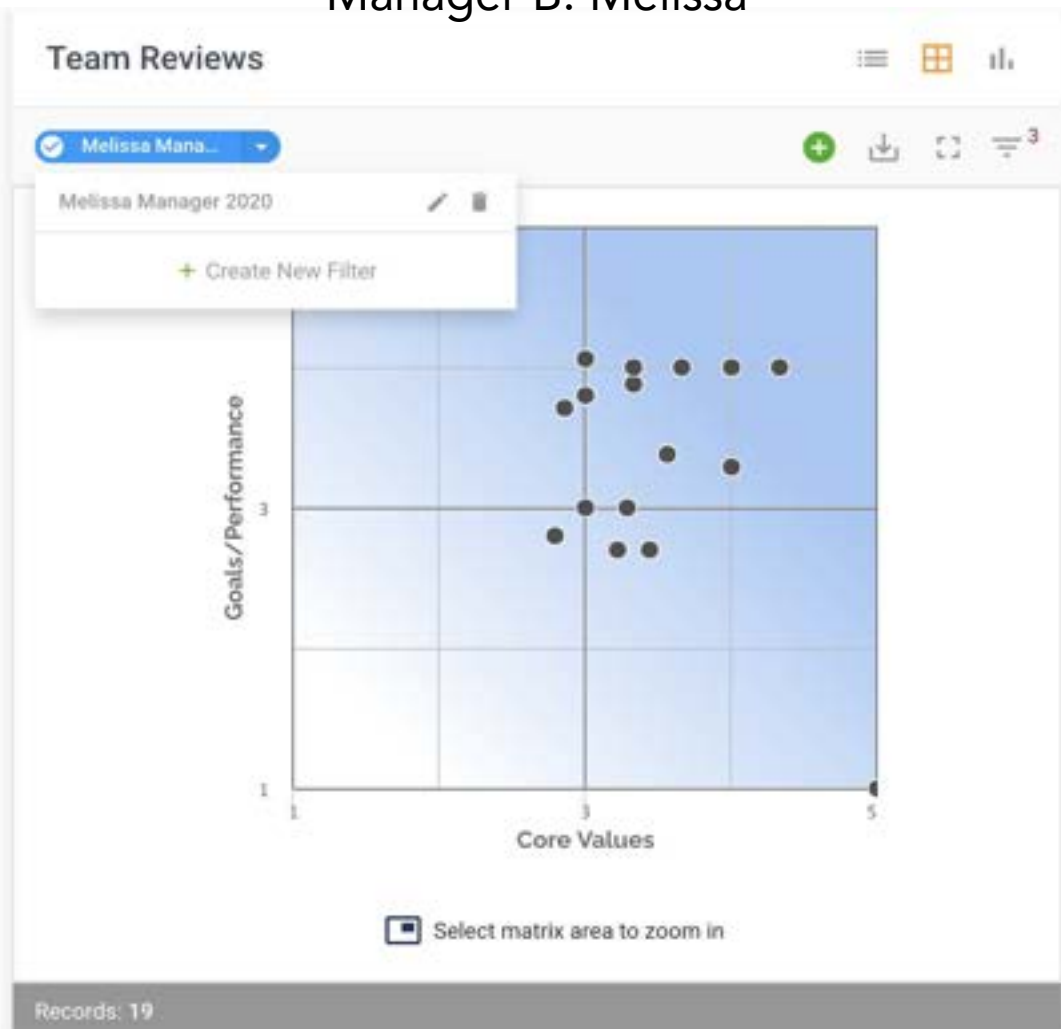 Manager B: Melissa
Team Reviews
Melissa Mana...
3
Melissa Manager 2020
+ Create New Filter
Goals/Performance
3
1
1
3
5
Core Values
Select matrix area to zoom in
Records: 19